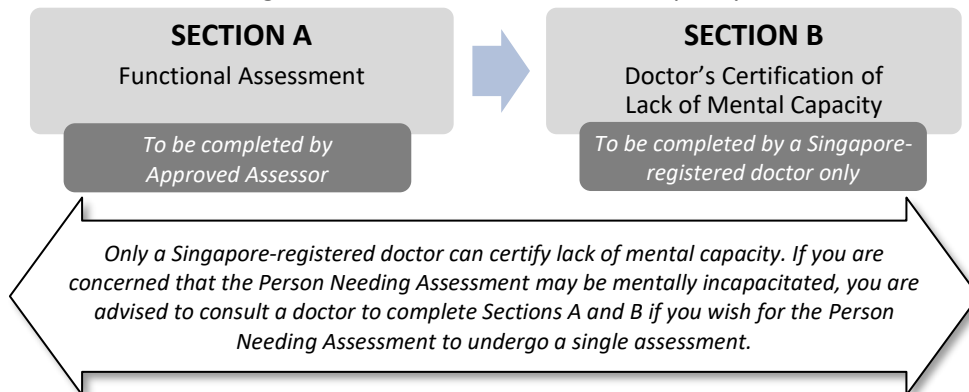 SECTION A
Functional Assessment
To be completed by
Approved Assessor
SECTION B
Doctor's Certification of
Lack of Mental Capacity
To be completed by a Singapore-
registered doctor only
Only a Singapore-registered doctor can certify lack of mental capacity. If you are
concerned that the Person Needing Assessment may be mentally incapacitated, you are
advised to consult a doctor to complete Sections A and B if you wish for the Person
Needing Assessment to undergo a single assessment.